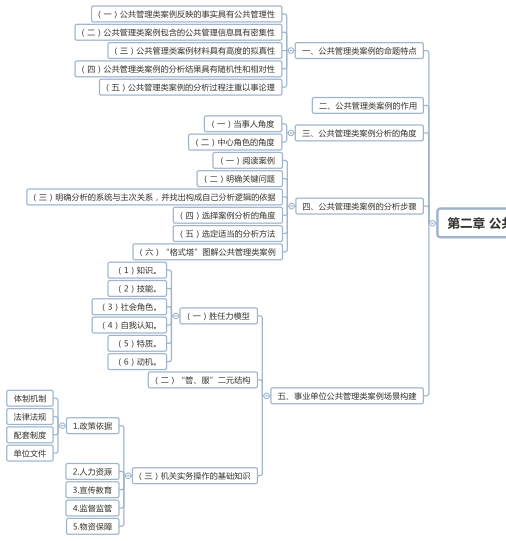 第二章 公共
一、公共管理类案例的命题特点
（一）公共管理类案例反映的事实具有公共管理性
（二）公共管理类案例包含的公共管理信息具有密集性
（三）公共管理类案例材料具有高度的拟真性
（四）公共管理类案例的分析结果具有随机性和相对性
（五）公共管理类案例的分析过程注重以事论理
二、公共管理类案例的作用
三、公共管理类案例分析的角度
（一）当事人角度
（二）中心角色的角度
四、公共管理类案例的分析步骤
（一）阅读案例
（二）明确关键问题
（三）明确分析的系统与主次关系，并找出构成自己分析逻辑的依据
（四）选择案例分析的角度
（五）选定适当的分析方法
（六）“格式塔”图解公共管理类案例
五、事业单位公共管理类案例场景构建
（一）胜任力模型
（1）知识。
（2）技能。
（3）社会角色。
（4）自我认知。
（5）特质。
（6）动机。
（二）“管、服”二元结构
（三）机关实务操作的基础知识
1.政策依据
体制机制
法律法规
配套制度
单位文件
2.人力资源
3.宣传教育
4.监督监管
5.物资保障